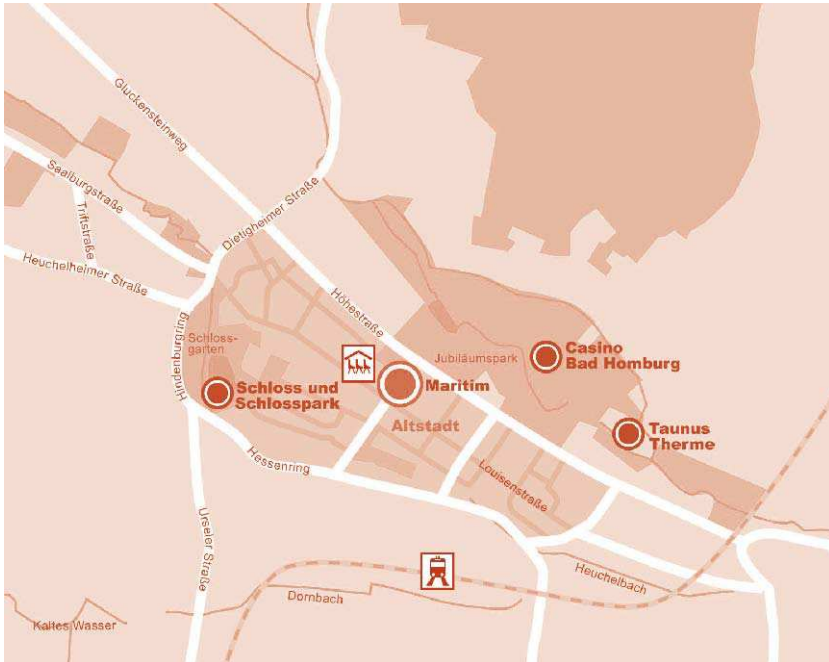 Gluckensteinweg
Saalburgstraße
Triftstraße
Dietigheimer Straße
Heuchelheimer Straße
Höhestraße
Hindenburgring
Schloss-
garten
Jubiläumspark
Casino
Bad Homburg
Schloss und
Schlosspark
Maritim
Altstadt
Taunus
Therme
Hessenring
Louisenstraße
Urseler Straße
Heuchelbach
Dornbach
Kaltes Wasser